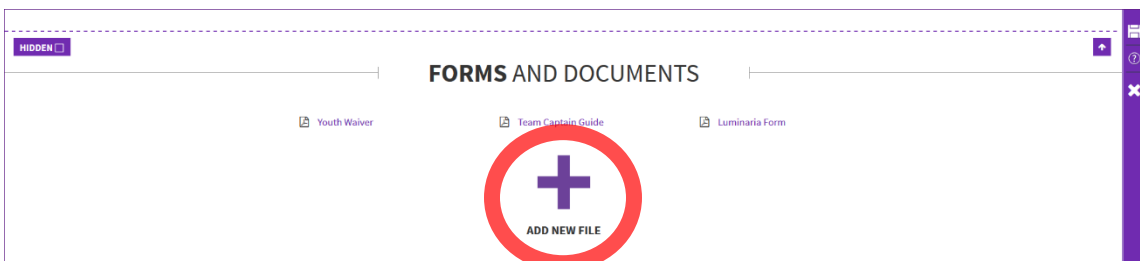 HIDDEN
FORMS AND DOCUMENTS
Youth Waiver
Team Captain Guide
Luminaria Form
ADD NEW FILE